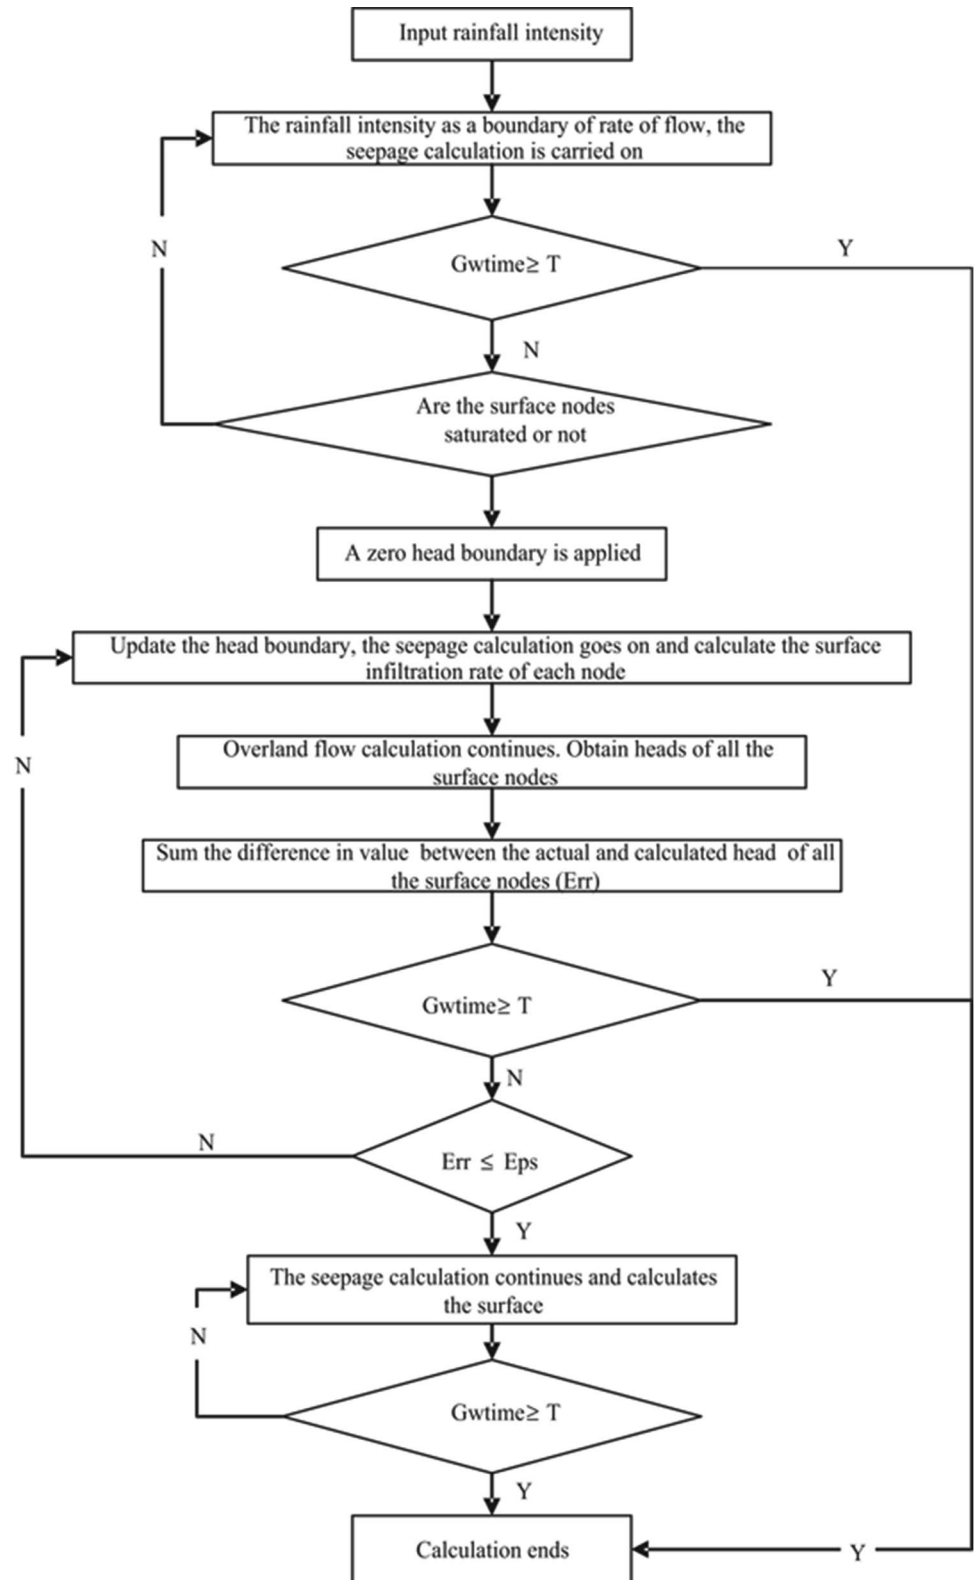 Input rainfall intensity
The rainfall intensity as a boundary of rate of flow, the
seepage calculation is carried on
N
Y
Gwtime≥ T
N
Are the surface nodes
saturated or not
A zero head boundary is applied
Update the head boundary, the seepage calculation goes on and calculate the surface
infiltration rate of each node
N
Overland flow calculation continues. Obtain heads of all the
surface nodes
Sum the difference in value between the actual and calculated head of all
the surface nodes (Err)
Y
Gwtime≥ T
N
N
Err ≤ Eps
Y
The seepage calculation continues and calculates
the surface
N
Gwtime≥ T
Y
Calculation ends
Y